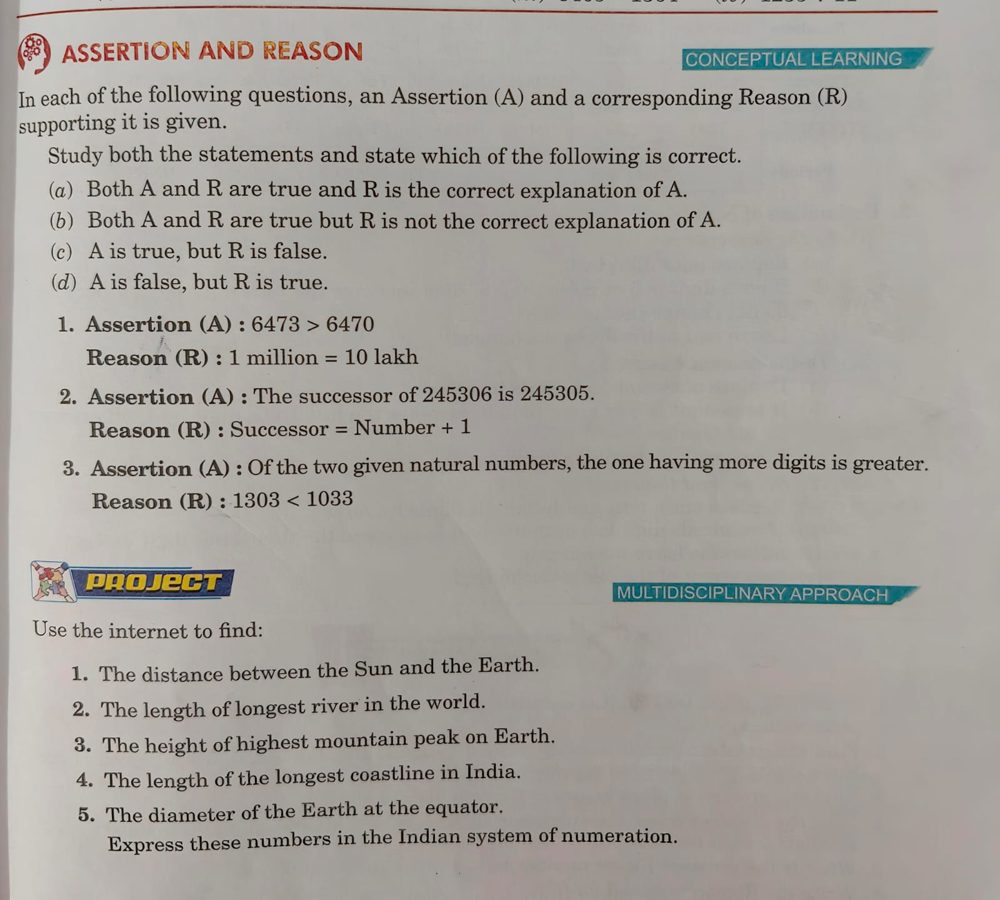 ASSERTION AND REASON
CONCEPTUAL LEARNING
In each of the following questions, an Assertion (A) and a corresponding Reason (R)
supporting it is given.
Study both the statements and state which of the following is correct.
(a) Both A and R are true and R is the correct explanation of A.
(b) Both A and R are true but R is not the correct explanation of A.
(c) A is true, but R is false.
(d) A is false, but R is true.
1. Assertion (A) : 6473 > 6470
Reason (R) : 1 million = 10 lakh
2. Assertion (A) : The successor of 245306 is 245305.
Reason (R) : Successor = Number + 1
3. Assertion (A) : Of the two given natural numbers, the one having more digits is greater.
Reason (R) : 1303 < 1033
PROJECT
MULTIDISCIPLINARY APPROACH
Use the internet to find:
1. The distance between the Sun and the Earth.
2. The length of longest river in the world.
3. The height of highest mountain peak on Earth.
4. The length of the longest coastline in India.
5. The diameter of the Earth at the equator.
Express these numbers in the Indian system of numeration.